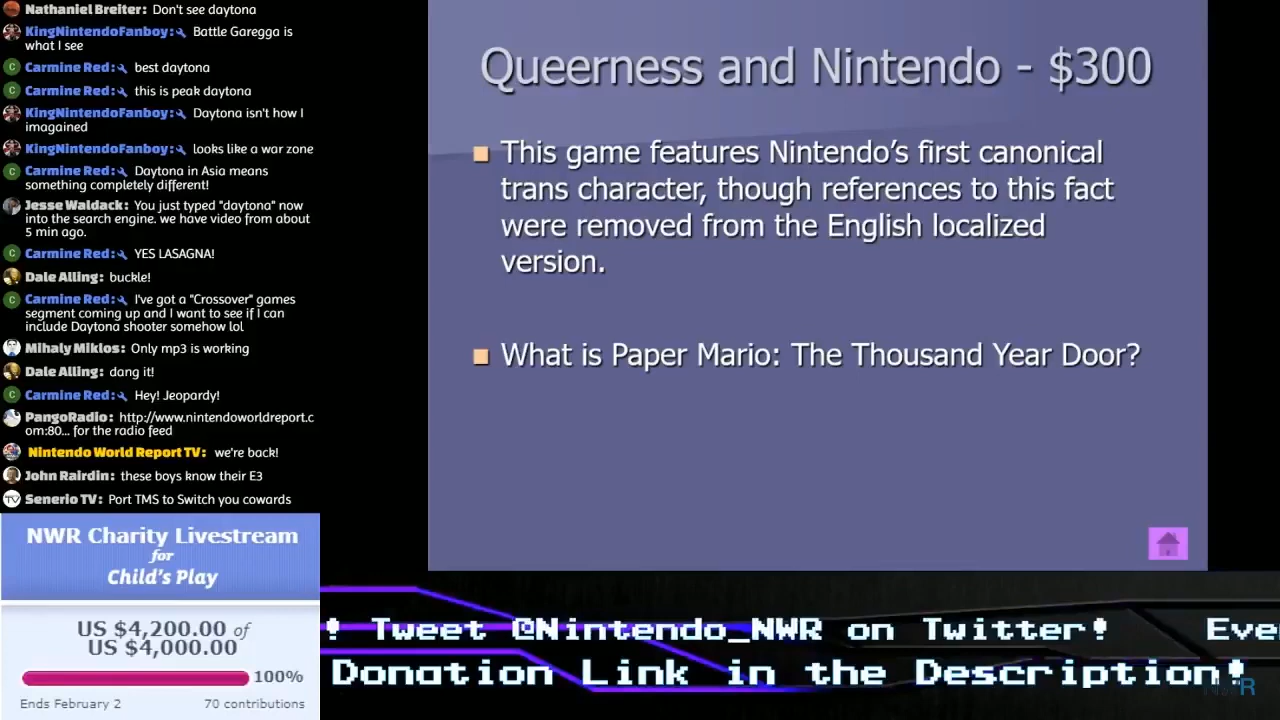 Nathaniel Breiter: Don't see daytona
KingNintendoFanboy: Battle Garegga is
what I see
Carmine Red: best daytona
Carmine Red: this is peak daytona
KingNintendoFanboy: Daytona isn't how I
imagained
KingNintendoFanboy: looks like a war zone
Carmine Red: Daytona in Asia means
something completely different!
Jesse Waldack: You just typed "daytona" now
into the search engine. we have video from about
5 min ago.
Carmine Red: YES LASAGNA!
Dale Alling: buckle!
Carmine Red: I've got a "Crossover" games
segment coming up and I want to see if I can
include Daytona shooter somehow lol
Mihaly Miklos: Only mp3 is working
Dale Alling: dang it!
Carmine Red: Hey! Jeopardy!
PangoRadio: http://www.nintendoworldreport.c
om:80... for the radio feed
Nintendo World Report TV: we're back!
John Rairdin: these boys know their E3
Senerio TV: Port TMS to Switch you cowards
NWR Charity Livestream
for
Child's Play
US $4,200.00 of
US $4,000.00
100%
Ends February 2 70 contributions
Queerness and Nintendo - $300
This game features Nintendo's first canonical
trans character, though references to this fact
were removed from the English localized
version.
What is Paper Mario: The Thousand Year Door?
! Tweet @Nintendo_NWR on Twitter! Eve
Donation Link in the Description!
NWR